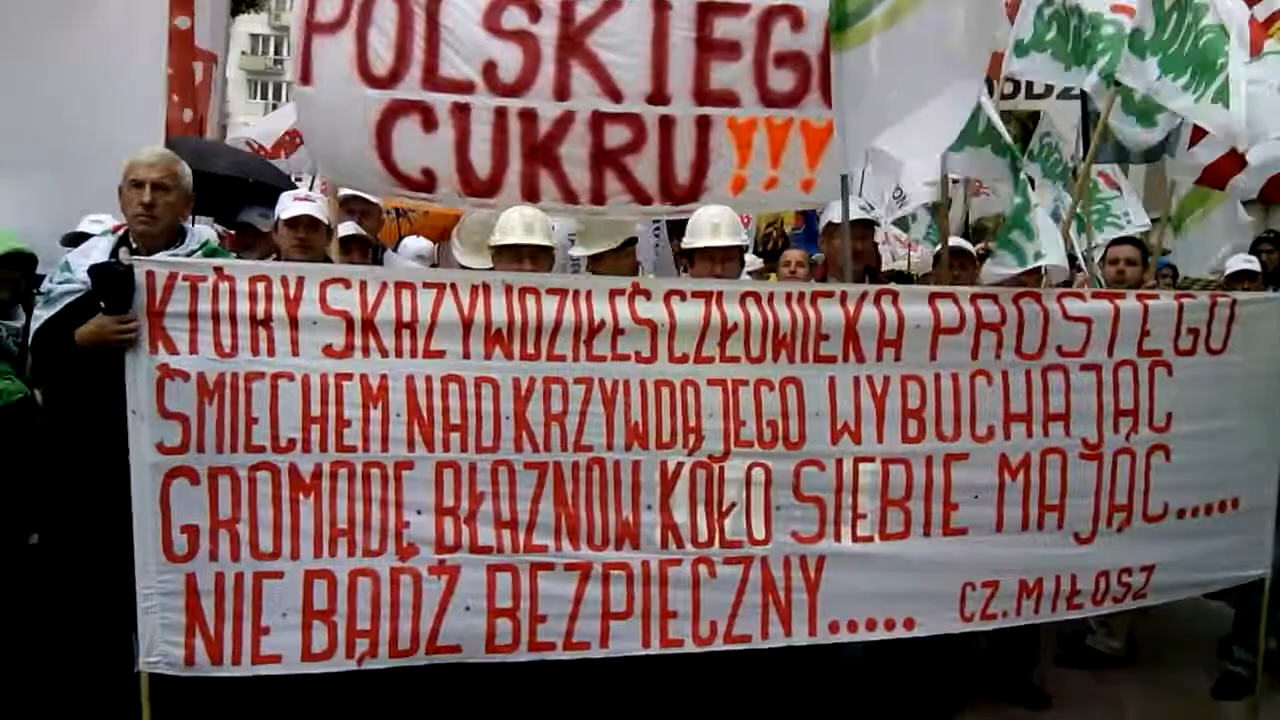 POLSKIEGO
CUKRU!!!
KTÓRY SKRZYWDZIŁEŚ CZŁOWIEKA PROSTEGO
ŚMIECHEM NAD KRZYWDĄ JEGO WYBUCHAJĄC
GROMADĘ BŁAZNÓW KOŁO SIEBIE MAJĄC.....
NIE BĄDŹ BEZPIECZNY.....
CZ. MIŁOSZ